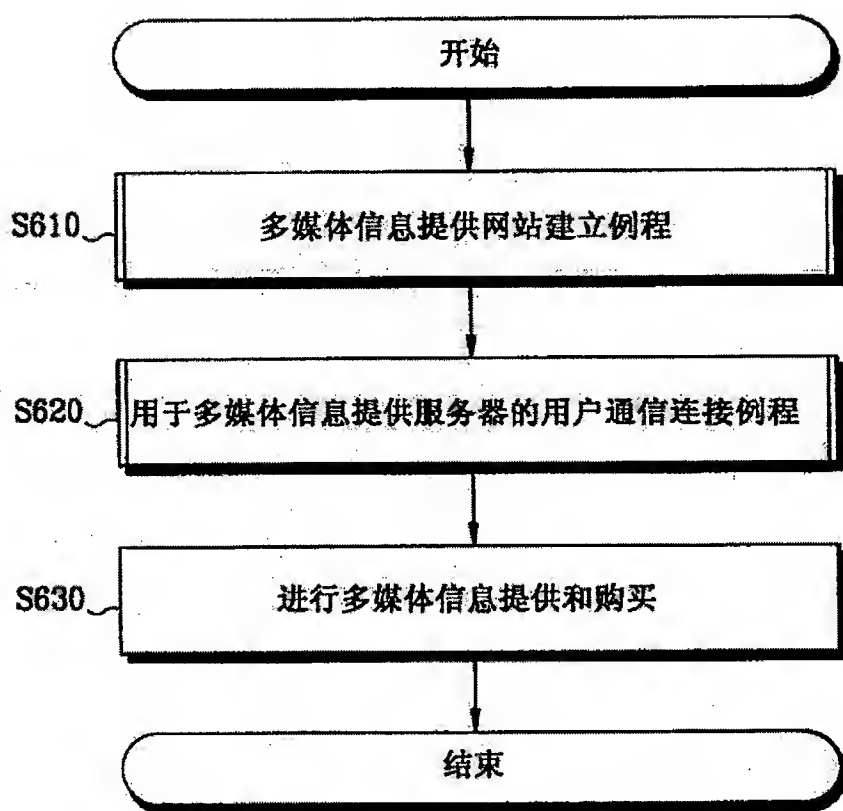 开始
S610
多媒体信息提供网站建立例程
S620
用于多媒体信息提供服务器的用户通信连接例程
S630
进行多媒体信息提供和购买
结束